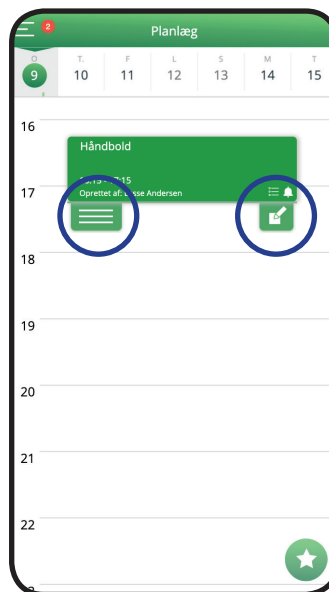 2
Planlæg
O T. F L S M T
9 10 11 12 13 14 15
16
Håndbold
17
Oprettet af: Andersen
18
19
20
21
22